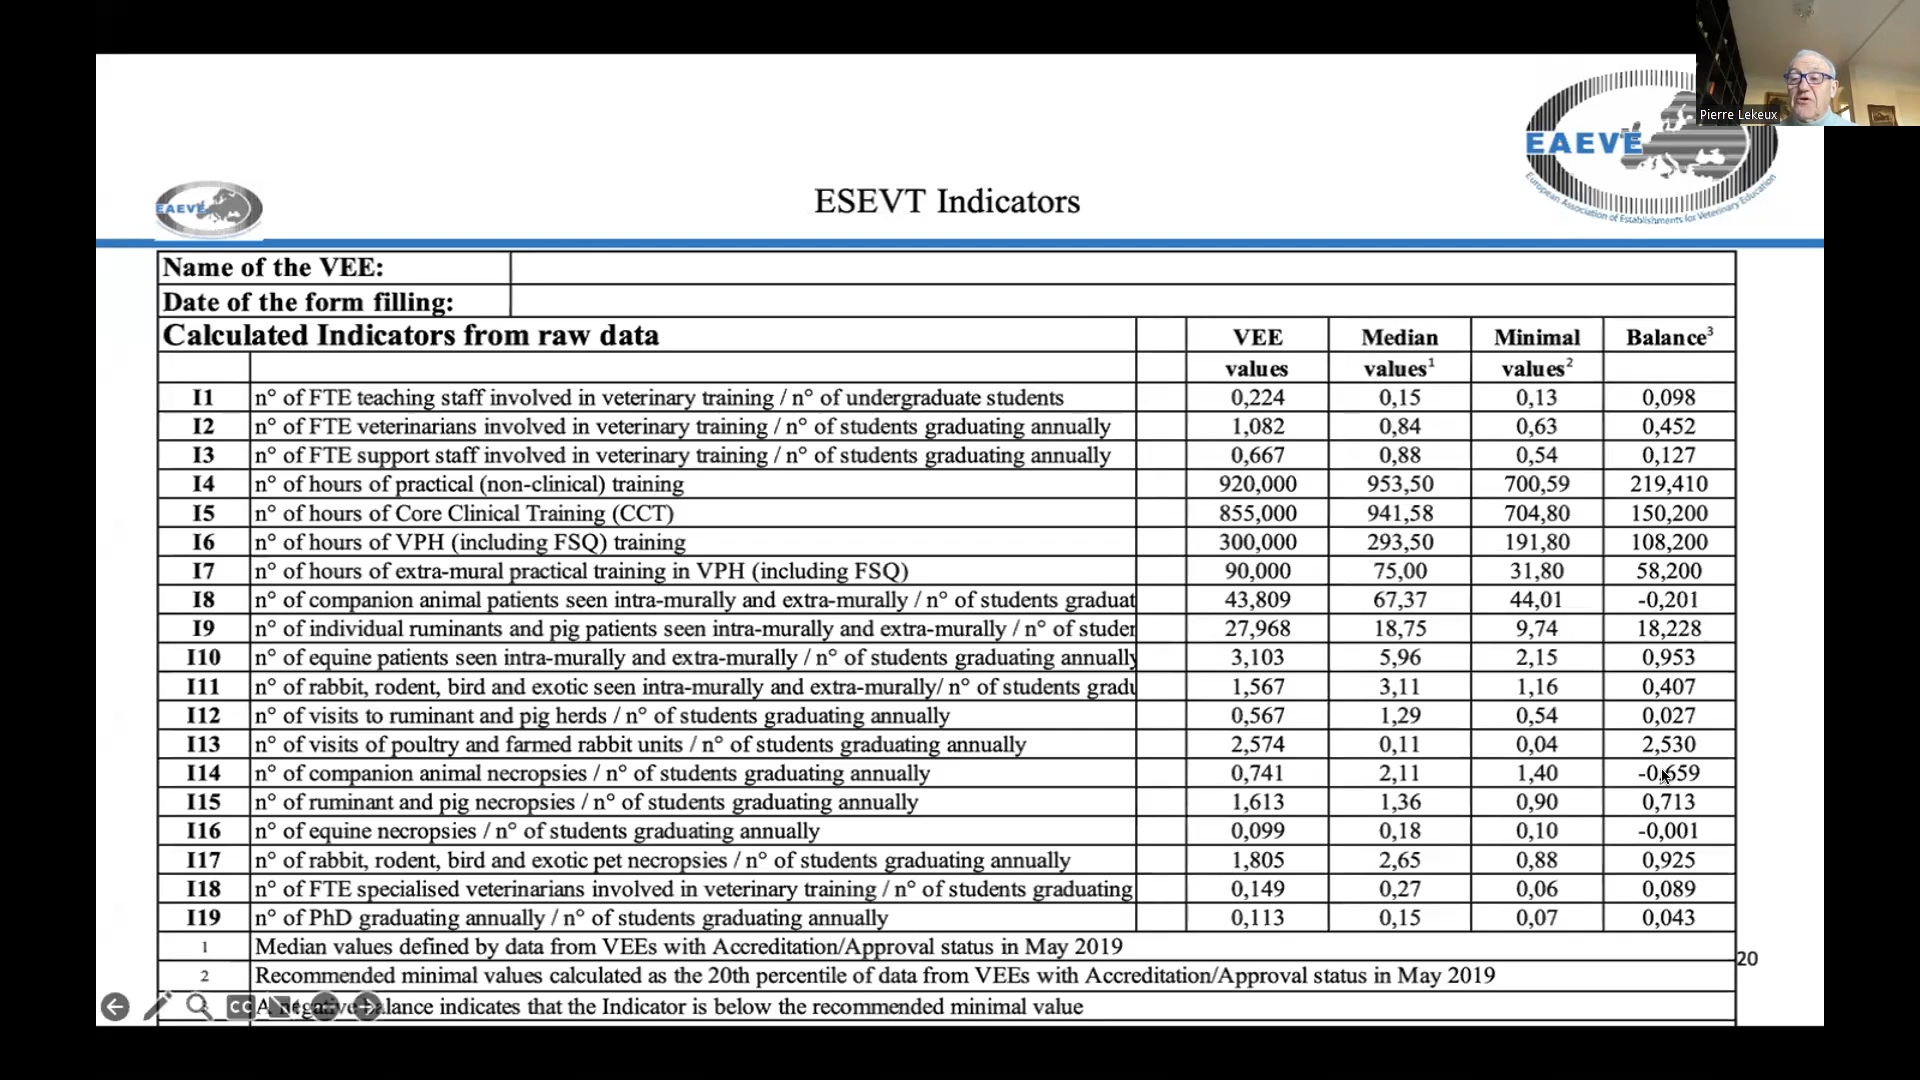 Pierre Lekeux
EAEVE
European Association of Establishments for Veterinary Education
EAEVE
ESEVT Indicators
Name of the VEE:
Date of the form filling:
Calculated Indicators from raw data VEE values Median values¹ Minimal values² Balance³
I1 n° of FTE teaching staff involved in veterinary training / n° of undergraduate students 0,224 0,15 0,13 0,098
I2 n° of FTE veterinarians involved in veterinary training / n° of students graduating annually 1,082 0,84 0,63 0,452
I3 n° of FTE support staff involved in veterinary training / n° of students graduating annually 0,667 0,88 0,54 0,127
I4 n° of hours of practical (non-clinical) training 920,000 953,50 700,59 219,410
I5 n° of hours of Core Clinical Training (CCT) 855,000 941,58 704,80 150,200
I6 n° of hours of VPH (including FSQ) training 300,000 293,50 191,80 108,200
I7 n° of hours of extra-mural practical training in VPH (including FSQ) 90,000 75,00 31,80 58,200
I8 n° of companion animal patients seen intra-murally and extra-murally / n° of students graduat 43,809 67,37 44,01 -0,201
I9 n° of individual ruminants and pig patients seen intra-murally and extra-murally / n° of studen 27,968 18,75 9,74 18,228
I10 n° of equine patients seen intra-murally and extra-murally / n° of students graduating annually 3,103 5,96 2,15 0,953
I11 n° of rabbit, rodent, bird and exotic seen intra-murally and extra-murally/ n° of students gradu 1,567 3,11 1,16 0,407
I12 n° of visits to ruminant and pig herds / n° of students graduating annually 0,567 1,29 0,54 0,027
I13 n° of visits of poultry and farmed rabbit units / n° of students graduating annually 2,574 0,11 0,04 2,530
I14 n° of companion animal necropsies / n° of students graduating annually 0,741 2,11 1,40 -0,659
I15 n° of ruminant and pig necropsies / n° of students graduating annually 1,613 1,36 0,90 0,713
I16 n° of equine necropsies / n° of students graduating annually 0,099 0,18 0,10 -0,001
I17 n° of rabbit, rodent, bird and exotic pet necropsies / n° of students graduating annually 1,805 2,65 0,88 0,925
I18 n° of FTE specialised veterinarians involved in veterinary training / n° of students graduating 0,149 0,27 0,06 0,089
I19 n° of PhD graduating annually / n° of students graduating annually 0,113 0,15 0,07 0,043
1 Median values defined by data from VEEs with Accreditation/Approval status in May 2019
2 Recommended minimal values calculated as the 20th percentile of data from VEEs with Accreditation/Approval status in May 2019
A negative balance indicates that the Indicator is below the recommended minimal value
20
CC